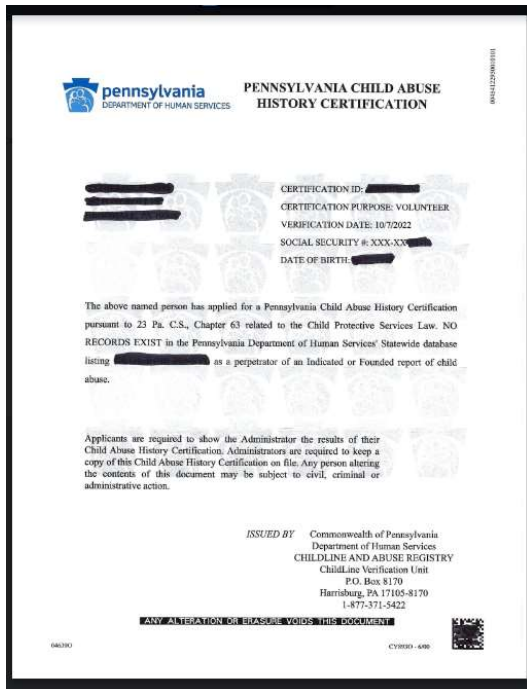 pennsylvania
DEPARTMENT OF HUMAN SERVICES
PENNSYLVANIA CHILD ABUSE
HISTORY CERTIFICATION
CERTIFICATION ID:
CERTIFICATION PURPOSE: VOLUNTEER
VERIFICATION DATE: 10/7/2022
SOCIAL SECURITY #: XXX-XX
DATE OF BIRTH:
The above named person has applied for a Pennsylvania Child Abuse History Certification
pursuant to 23 Pa. C.S., Chapter 63 related to the Child Protective Services Law. NO
RECORDS EXIST in the Pennsylvania Department of Human Services' Statewide database
listing as a perpetrator of an Indicated or Founded report of child
abuse.
Applicants are required to show the Administrator the results of their
Child Abuse History Certification. Administrators are required to keep a
copy of this Child Abuse History Certification on file. Any person altering
the contents of this document may be subject to civil, criminal or
administrative action.
ISSUED BY Commonwealth of Pennsylvania
Department of Human Services
CHILDLINE AND ABUSE REGISTRY
ChildLine Verification Unit
P.O. Box 8170
Harrisburg, PA 17105-8170
1-877-371-5422
ANY ALTERATION OR ERASURE VOIDS THIS DOCUMENT